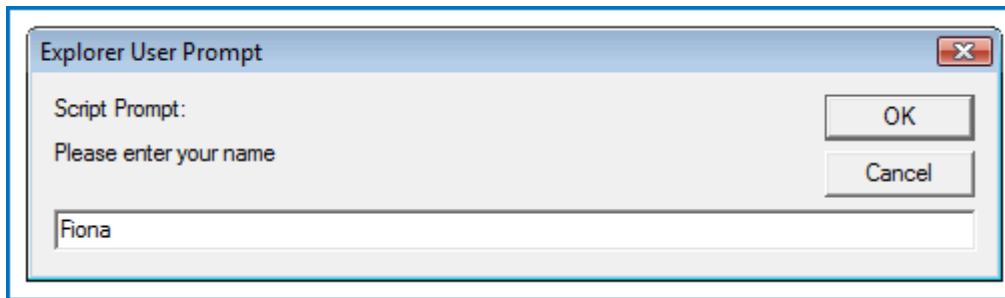 Explorer User Prompt
Script Prompt:
OK
Please enter your name
Cancel
Fiona